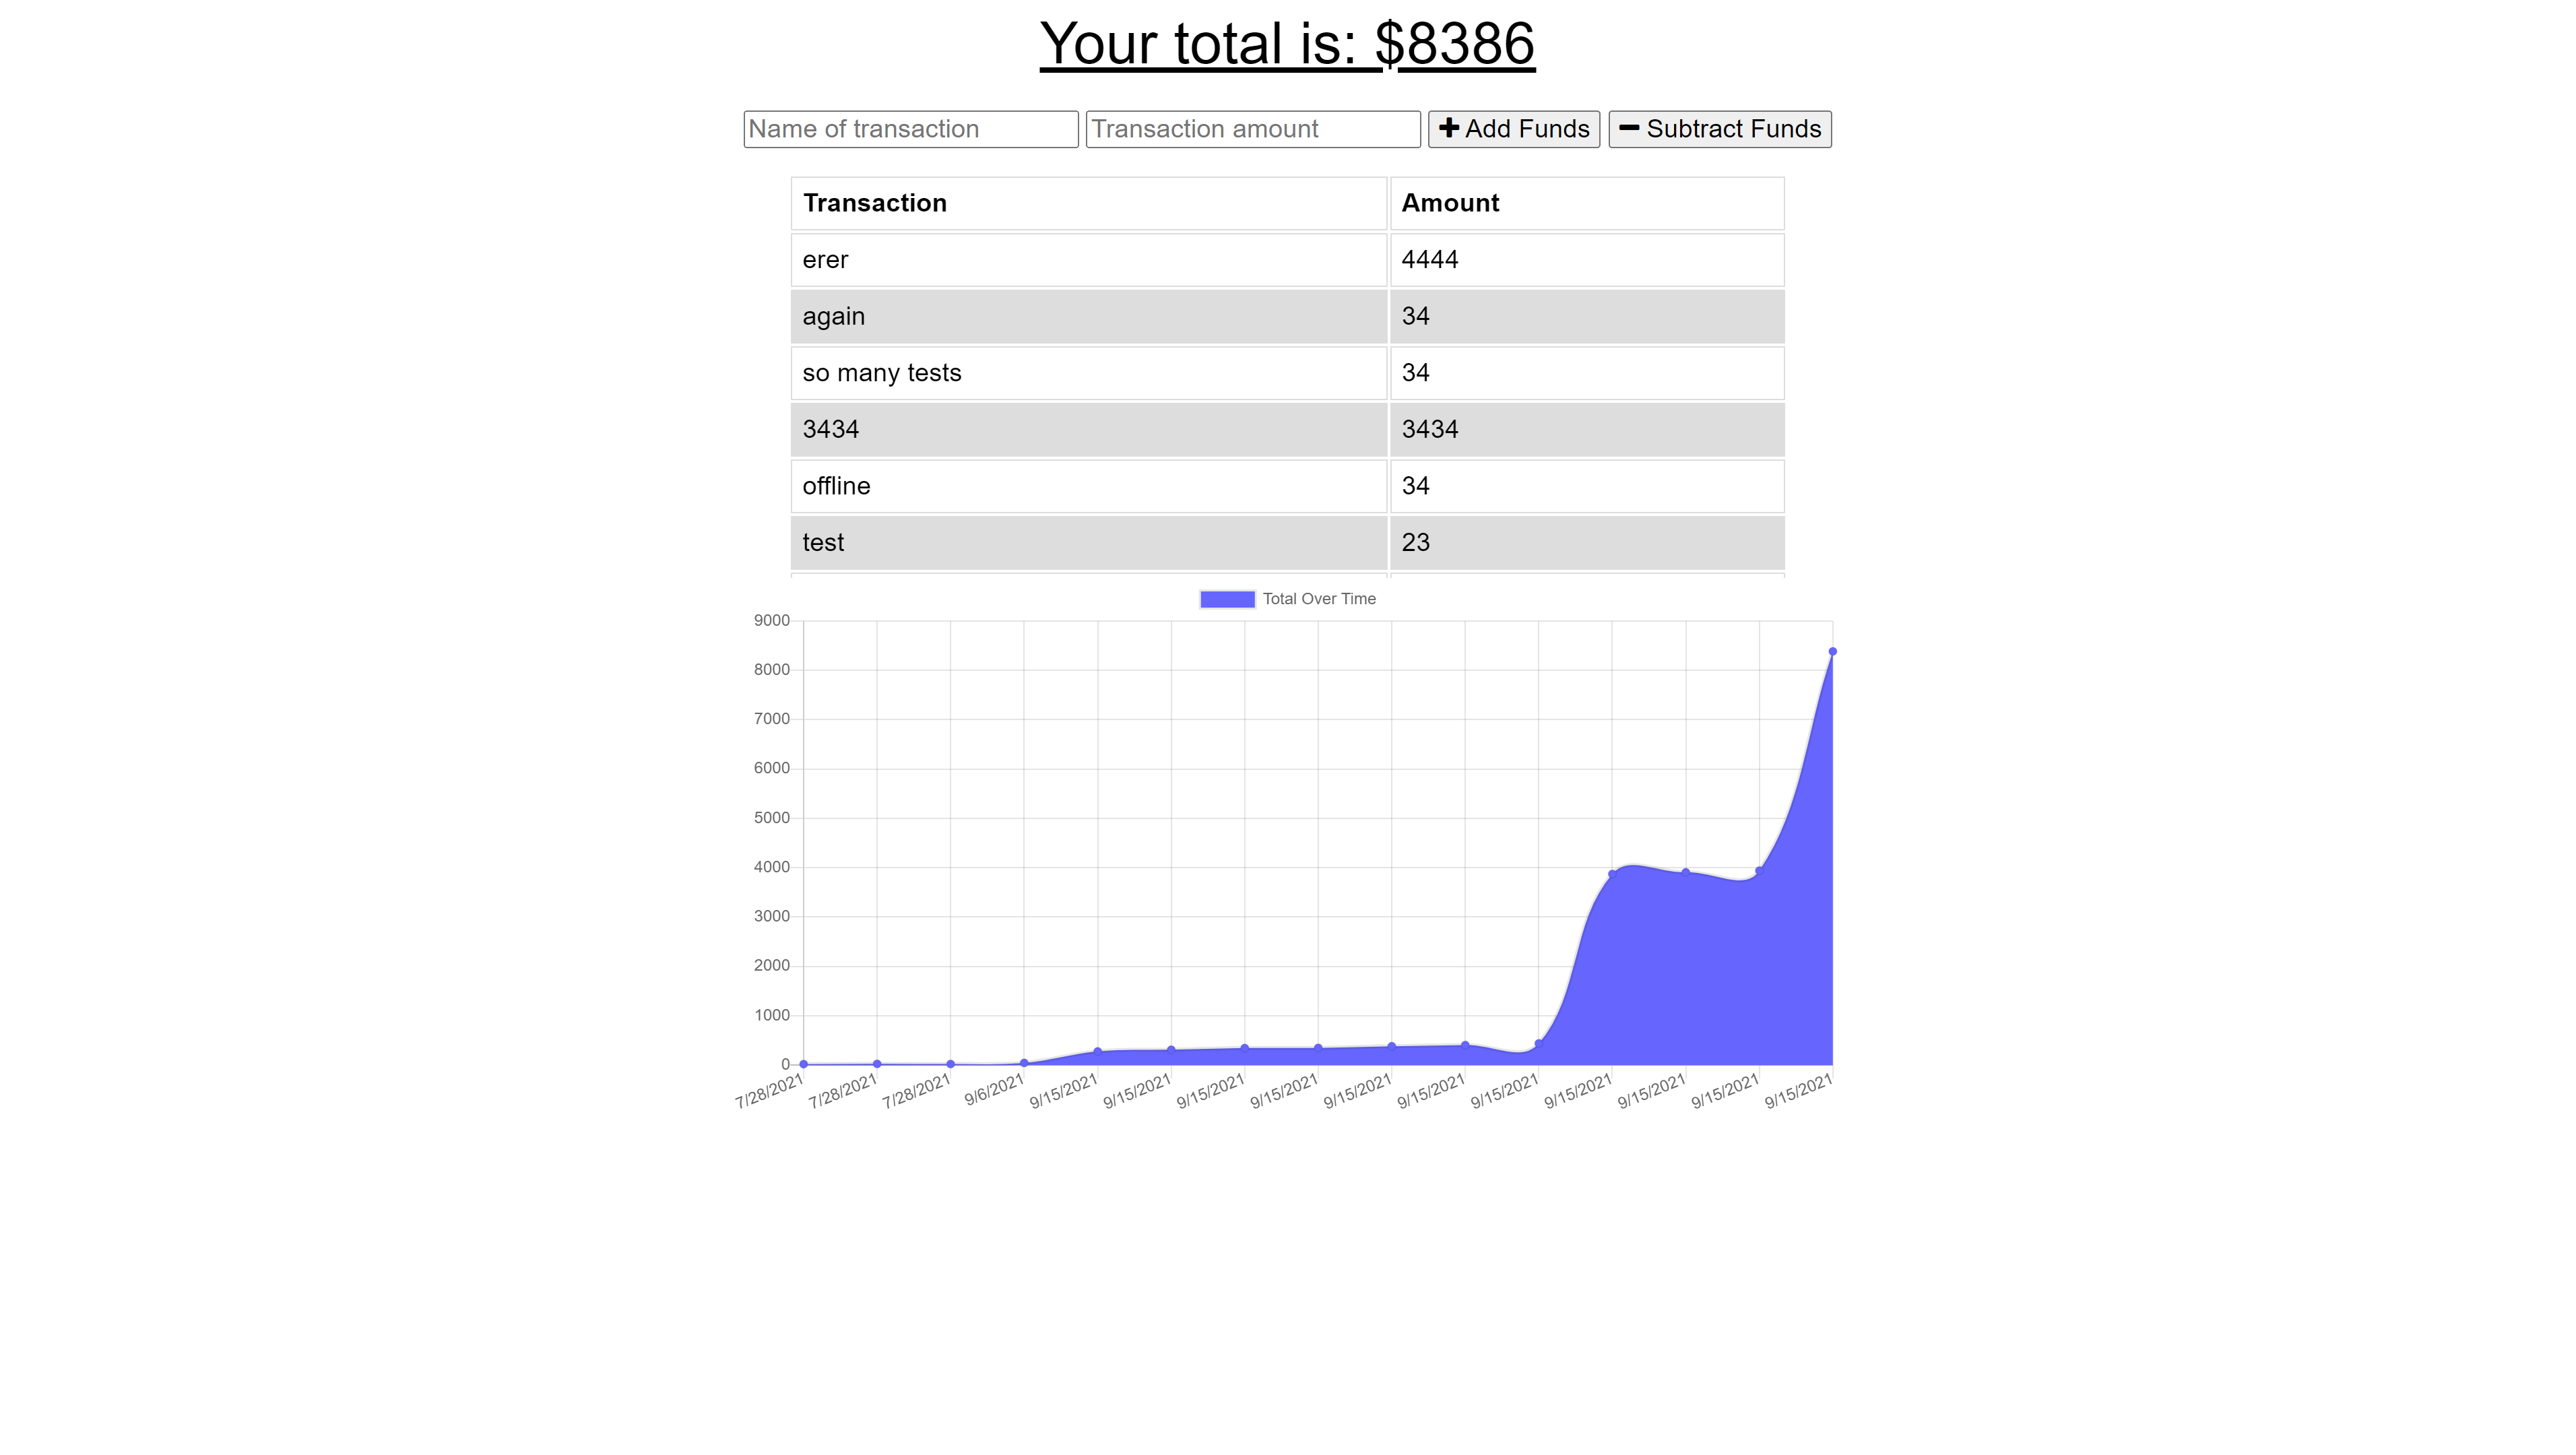 Your total is: $8386
Name of transaction Transaction amount Add Funds Subtract Funds
Transaction Amount
erer 4444
again 34
so many tests 34
3434 3434
offline 34
test 23
Total Over Time
9000
8000
7000
6000
5000
4000
3000
2000
1000
0
7/28/2021 7/28/2021 7/28/2021 9/6/2021 9/15/2021 9/15/2021 9/15/2021 9/15/2021 9/15/2021 9/15/2021 9/15/2021 9/15/2021 9/15/2021 9/15/2021 9/15/2021